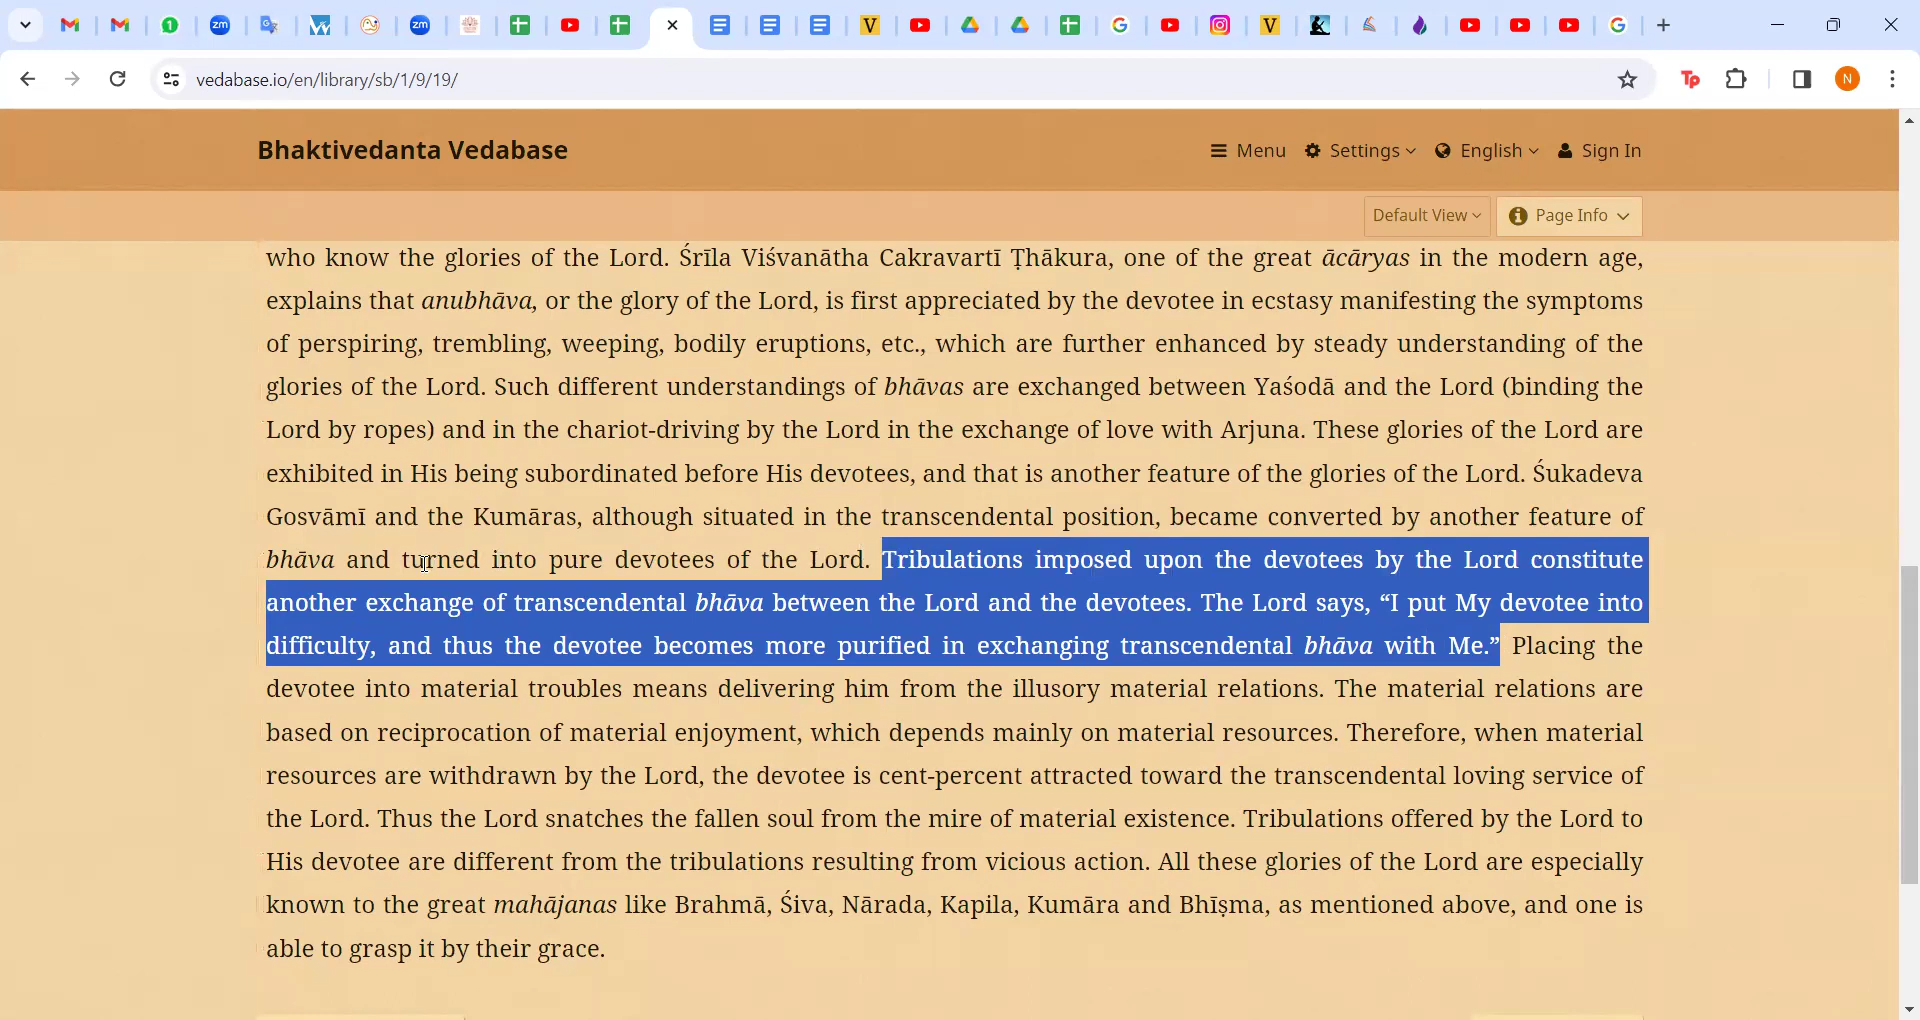 vedabase.io/en/library/sb/1/9/19/
Bhaktivedanta Vedabase
Menu Settings English Sign In
Default View Page Info
who know the glories of the Lord. Śrīla Viśvanātha Cakravartī Ṭhākura, one of the great ācāryas in the modern age,
explains that anubhāva, or the glory of the Lord, is first appreciated by the devotee in ecstasy manifesting the symptoms
of perspiring, trembling, weeping, bodily eruptions, etc., which are further enhanced by steady understanding of the
glories of the Lord. Such different understandings of bhāvas are exchanged between Yaśodā and the Lord (binding the
Lord by ropes) and in the chariot-driving by the Lord in the exchange of love with Arjuna. These glories of the Lord are
exhibited in His being subordinated before His devotees, and that is another feature of the glories of the Lord. Śukadeva
Gosvāmī and the Kumāras, although situated in the transcendental position, became converted by another feature of
bhāva and turned into pure devotees of the Lord. Tribulations imposed upon the devotees by the Lord constitute
another exchange of transcendental bhāva between the Lord and the devotees. The Lord says, “I put My devotee into
difficulty, and thus the devotee becomes more purified in exchanging transcendental bhāva with Me.” Placing the
devotee into material troubles means delivering him from the illusory material relations. The material relations are
based on reciprocation of material enjoyment, which depends mainly on material resources. Therefore, when material
resources are withdrawn by the Lord, the devotee is cent-percent attracted toward the transcendental loving service of
the Lord. Thus the Lord snatches the fallen soul from the mire of material existence. Tribulations offered by the Lord to
His devotee are different from the tribulations resulting from vicious action. All these glories of the Lord are especially
known to the great mahājanas like Brahmā, Śiva, Nārada, Kapila, Kumāra and Bhīṣma, as mentioned above, and one is
able to grasp it by their grace.